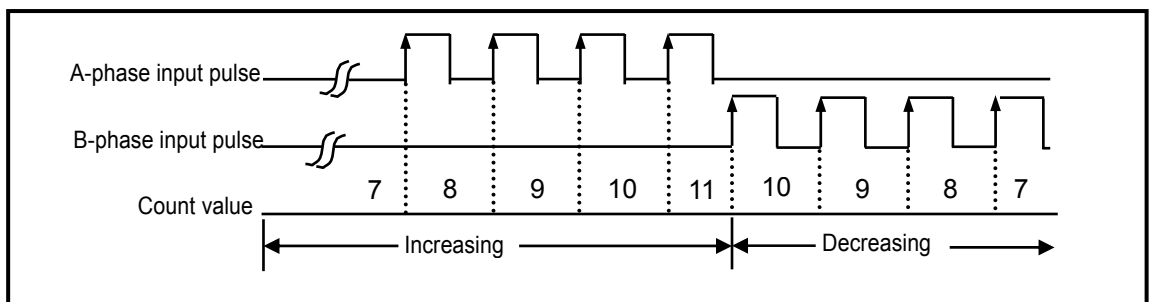 A-phase input pulse
B-phase input pulse
7 8 9 10 11 10 9 8 7
Count value
Increasing Decreasing